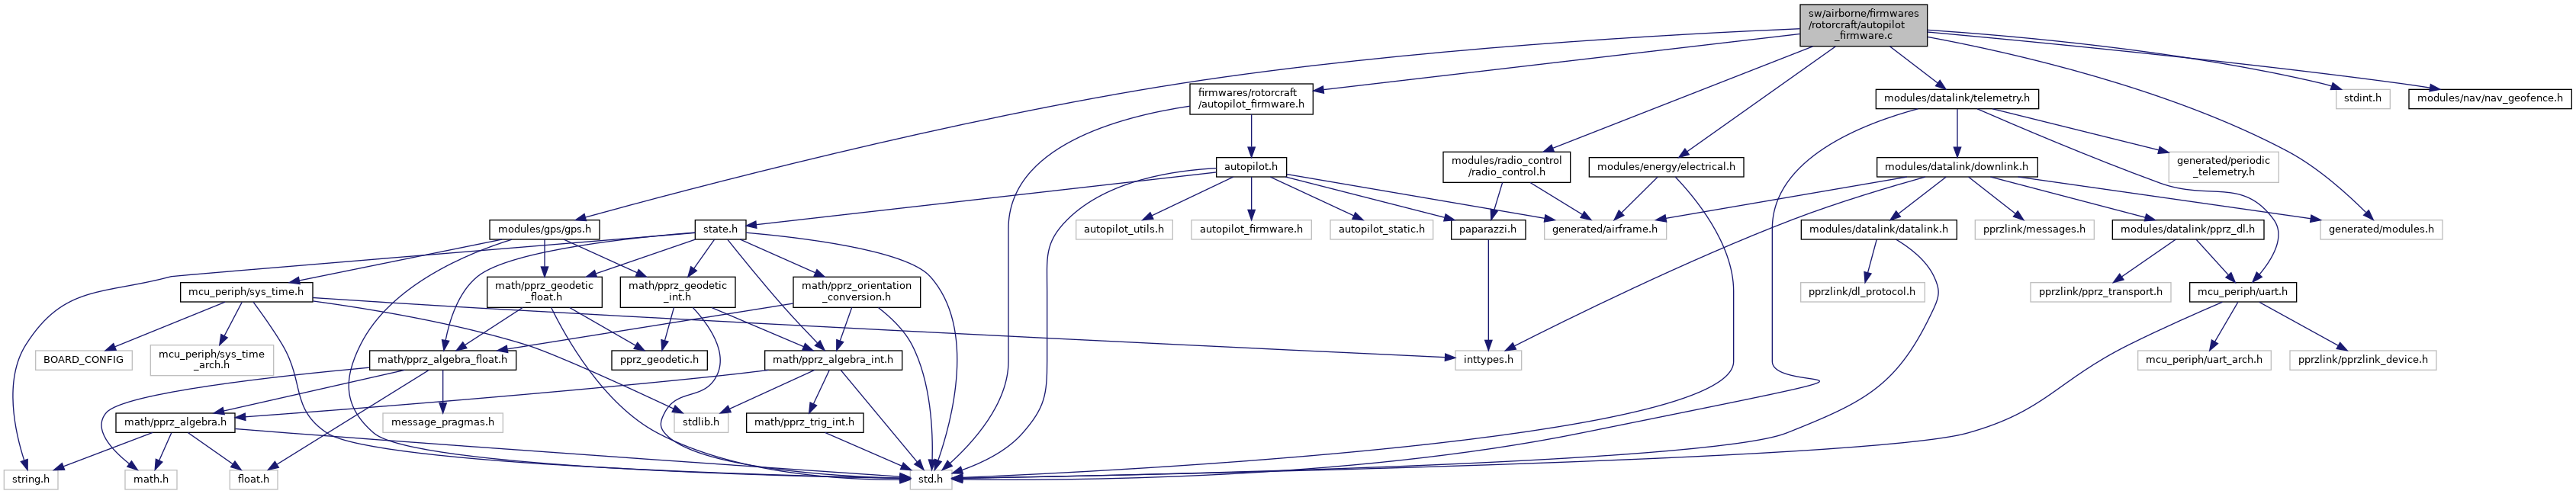 sw/airborne/firmwares
/rotorcraft/autopilot
_firmware.c
firmwares/rotorcraft
/autopilot_firmware.h
modules/datalink/telemetry.h
stdint.h
modules/nav/nav_geofence.h
autopilot.h
modules/radio_control
/radio_control.h
modules/energy/electrical.h
modules/datalink/downlink.h
generated/periodic
_telemetry.h
modules/gps/gps.h
state.h
autopilot_utils.h
autopilot_firmware.h
autopilot_static.h
paparazzi.h
generated/airframe.h
modules/datalink/datalink.h
pprzlink/messages.h
modules/datalink/pprz_dl.h
generated/modules.h
mcu_periph/sys_time.h
math/pprz_geodetic
_float.h
math/pprz_geodetic
_int.h
math/pprz_orientation
_conversion.h
pprzlink/dl_protocol.h
pprzlink/pprz_transport.h
mcu_periph/uart.h
BOARD_CONFIG
mcu_periph/sys_time
_arch.h
math/pprz_algebra_float.h
pprz_geodetic.h
math/pprz_algebra_int.h
inttypes.h
mcu_periph/uart_arch.h
pprzlink/pprzlink_device.h
math/pprz_algebra.h
message_pragmas.h
stdlib.h
math/pprz_trig_int.h
string.h
math.h
float.h
std.h